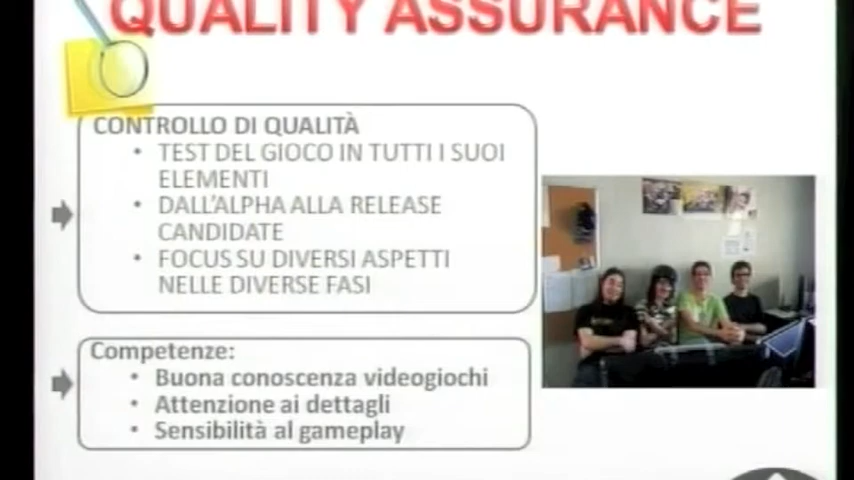 QUALITY ASSURANCE
CONTROLLO DI QUALITÀ
• TEST DEL GIOCO IN TUTTI I SUOI
ELEMENTI
• DALL'ALPHA ALLA RELEASE
CANDIDATE
• FOCUS SU DIVERSI ASPETTI
NELLE DIVERSE FASI
Competenze:
• Buona conoscenza videogiochi
• Attenzione ai dettagli
• Sensibilità al gameplay